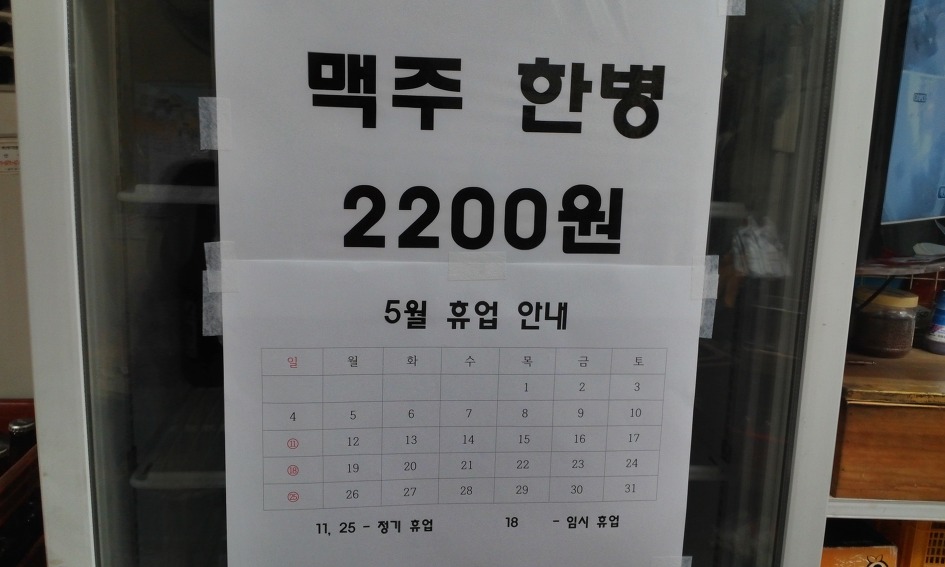 맥주 한병
2200원
5월 휴업 안내
일 월 화 수 목 금 토
1 2 3
4 5 6 7 8 9 10
⑪ 12 13 14 15 16 17
⑱ 19 20 21 22 23 24
㉕ 26 27 28 29 30 31
11, 25 - 정기 휴업 18 - 임시 휴업